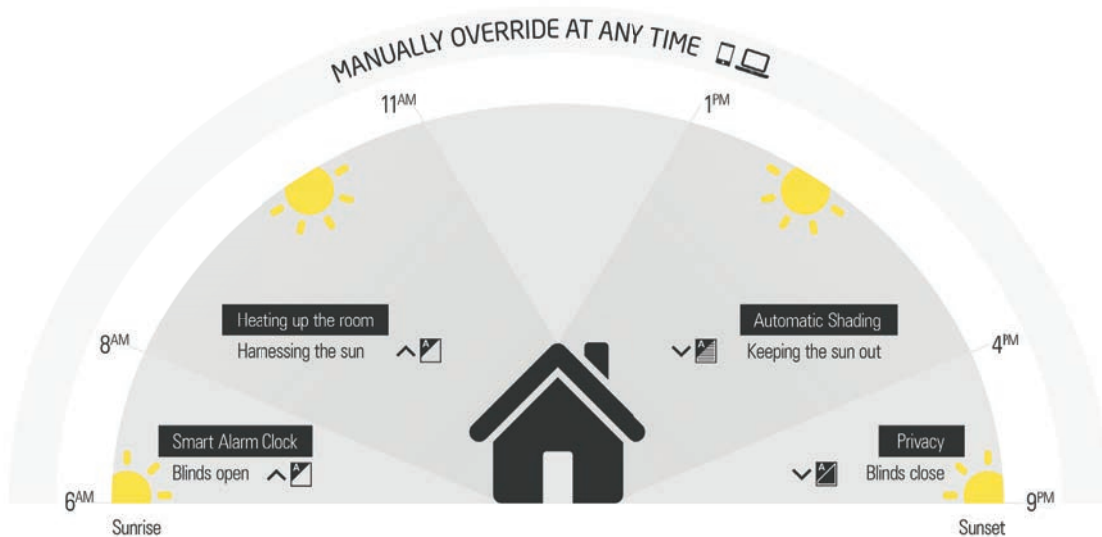 MANUALLY OVERRIDE AT ANY TIME
11AM
1PM
Heating up the room
Harnessing the sun
A
Automatic Shading
A
Keeping the sun out
8AM
4PM
Smart Alarm Clock
Blinds open
A
Privacy
A
Blinds close
6AM
9PM
Sunrise
Sunset